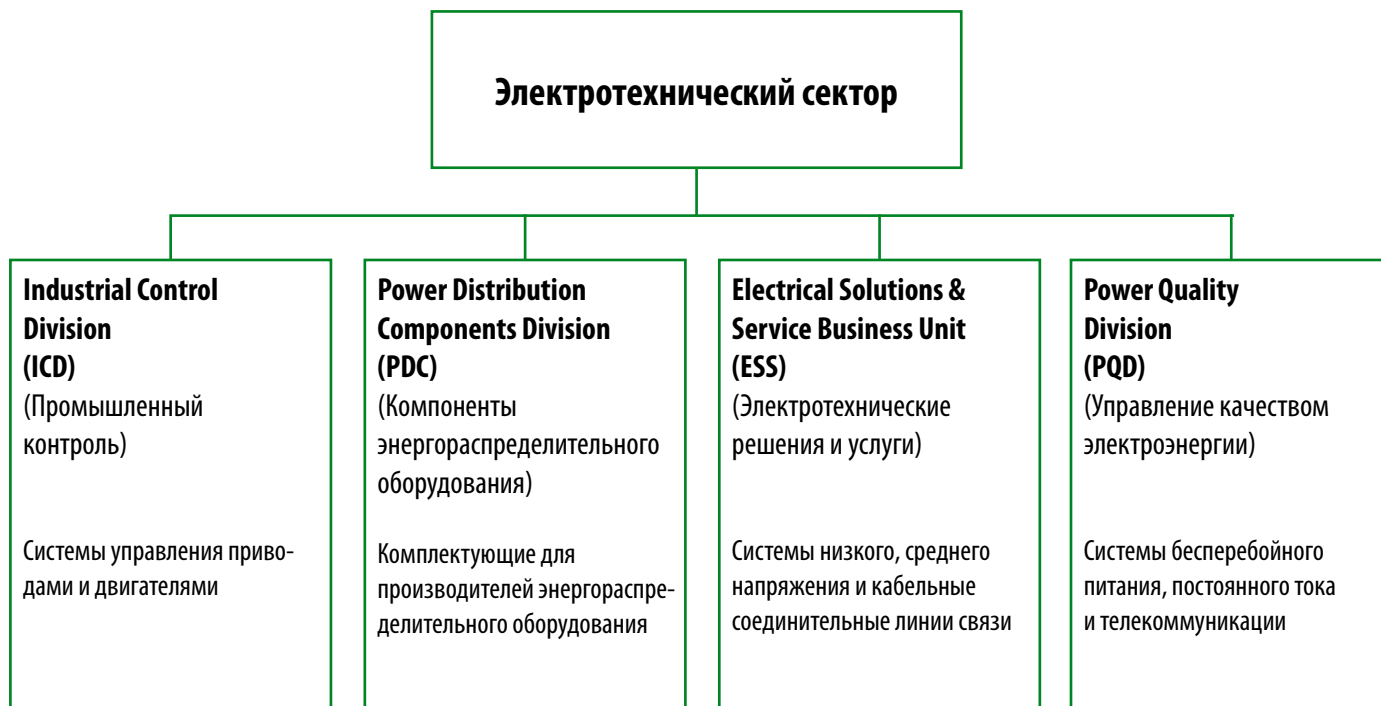 Электротехнический сектор
Industrial Control
Division
(ICD)
(Промышленный
контроль)
Системы управления приво-
дами и двигателями
Power Distribution
Components Division
(PDC)
(Компоненты
энергораспределительного
оборудования)
Комплектующие для
производителей энергораспре-
делительного оборудования
Electrical Solutions &
Service Business Unit
(ESS)
(Электротехнические
решения и услуги)
Системы низкого, среднего
напряжения и кабельные
соединительные линии связи
Power Quality
Division
(PQD)
(Управление качеством
электроэнергии)
Системы бесперебойного
питания, постоянного тока
и телекоммуникации